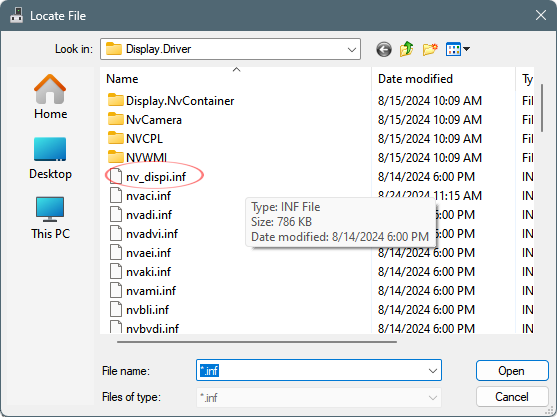 Locate File
Look in: Display.Driver
Home
Desktop
This PC
Name Date modified Ty
Display.NvContainer 8/15/2024 10:09 AM Fil
NvCamera 8/15/2024 10:09 AM Fil
NVCPL 8/15/2024 10:09 AM Fil
NVWMI 8/15/2024 10:09 AM Fil
nv_dispi.inf 8/14/2024 6:00 PM IN
nvaci.inf 8/24/2024 11:15 AM IN
nvadi.inf 8/14/2024 6:00 PM IN
nvadvi.inf 8/14/2024 6:00 PM IN
nvaei.inf 8/14/2024 6:00 PM IN
nvaki.inf 8/14/2024 6:00 PM IN
nvami.inf 8/14/2024 6:00 PM IN
nvbli.inf 8/14/2024 6:00 PM IN
nvbvdi.inf 8/14/2024 6:00 PM IN
Type: INF File
Size: 786 KB
Date modified: 8/14/2024 6:00 PM
File name: *.inf Open
Files of type: *.inf Cancel